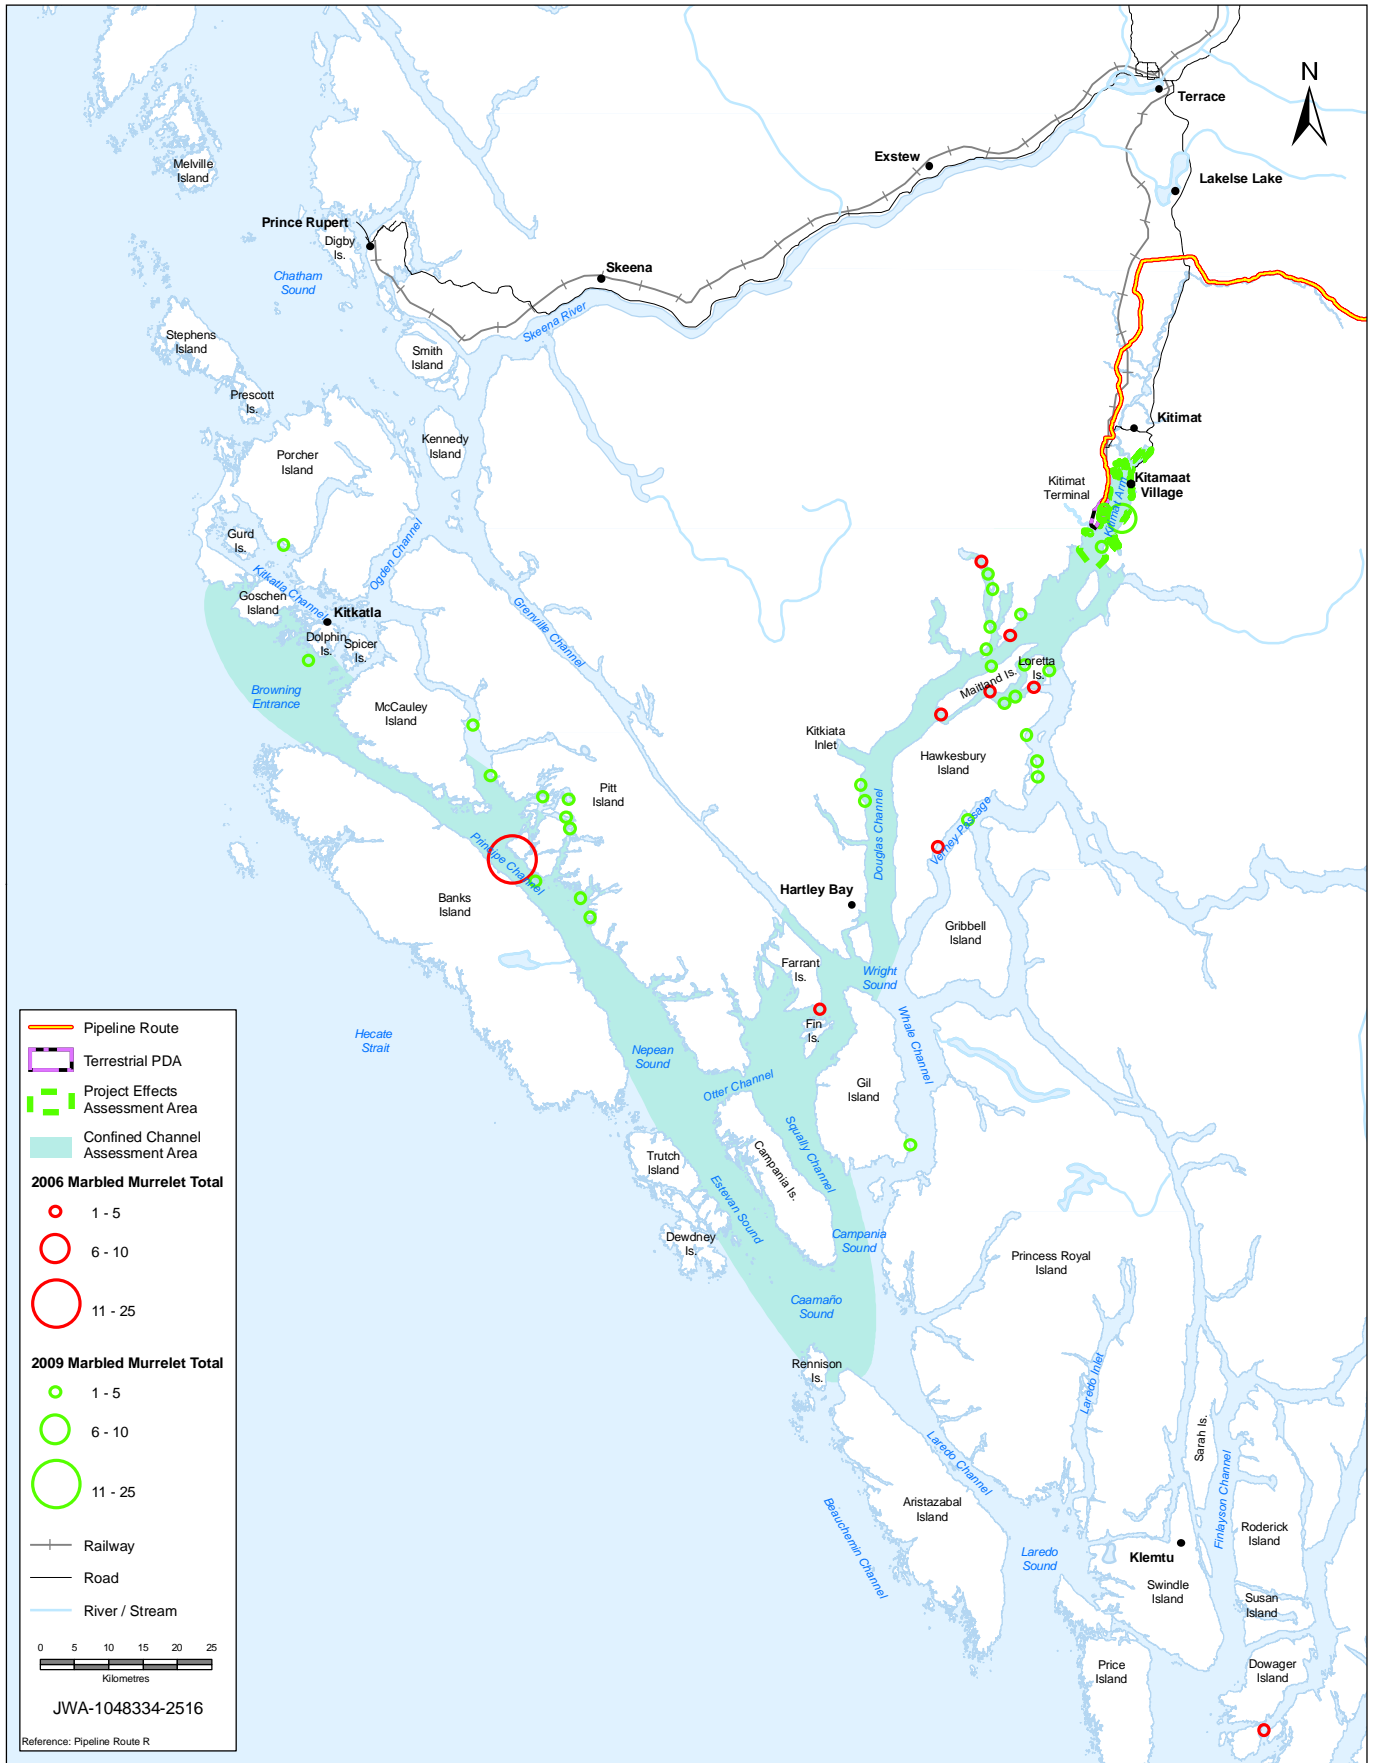 N
Terrace
Exstew
Lakelse Lake
Melville
Island
Prince Rupert
Digby
Is.
Skeena
Chatham
Sound
Skeena River
Stephens
Island
Smith
Island
Prescott
Is.
Kennedy
Island
Porcher
Island
Kitimat
Kitimat
Terminal
Kitamaat
Village
Kitimat Arm
Gurd
Is.
Ogden Channel
Kitkatla Channel
Goschen
Island
Kitkatla
Grenville Channel
Dolphin
Is.
Spicer
Is.
Browning
Entrance
Loretta
Is.
Maitland Is.
McCauley
Island
Kitkiata
Inlet
Hawkesbury
Island
Pitt
Island
Douglas Channel
Verney Passage
Principe Channel
Banks
Island
Hartley Bay
Gribbell
Island
Farrant
Is.
Wright
Sound
Fin
Is.
Whale Channel
Hecate
Strait
Nepean
Sound
Otter Channel
Gil
Island
Squally Channel
Trutch
Island
Campania Is.
Estevan Sound
Dewdney
Is.
Campania
Sound
Princess Royal
Island
Caamaño
Sound
Rennison
Is.
Laredo Inlet
Laredo Channel
Sarah Is.
Finlayson Channel
Aristazabal
Island
Beauchemin Channel
Laredo
Sound
Roderick
Island
Klemtu
Swindle
Island
Susan
Island
Price
Island
Dowager
Island
Pipeline Route
Terrestrial PDA
Project Effects
Assessment Area
Confined Channel
Assessment Area
2006 Marbled Murrelet Total
1 - 5
6 - 10
11 - 25
2009 Marbled Murrelet Total
1 - 5
6 - 10
11 - 25
Railway
Road
River / Stream
0 5 10 15 20 25
Kilometres
JWA-1048334-2516
Reference: Pipeline Route R